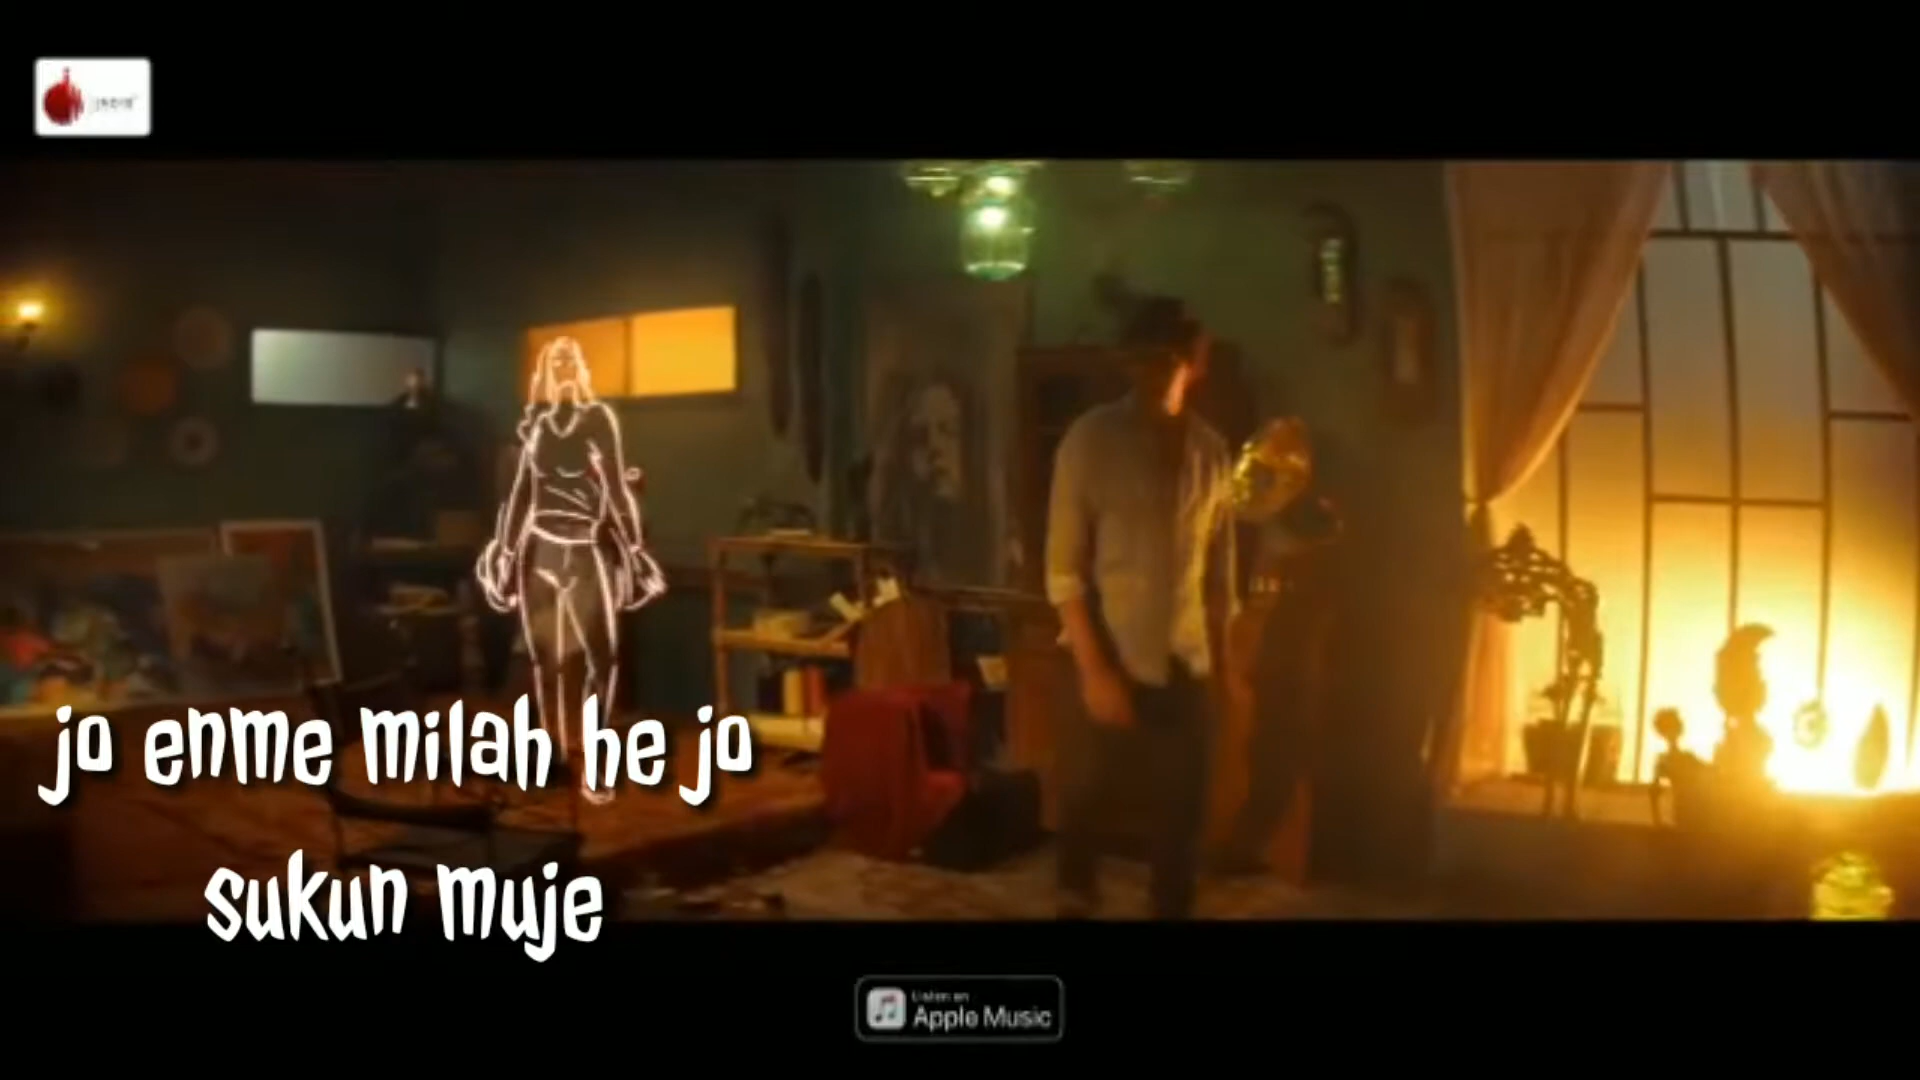 jo enme milah he jo
sukun muje
Listen on
Apple Music